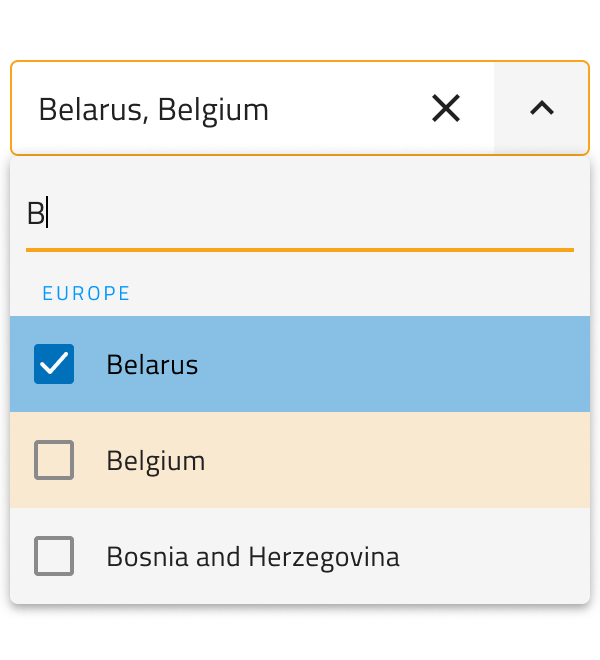 Belarus, Belgium
B
EUROPE
Belarus
Belgium
Bosnia and Herzegovina